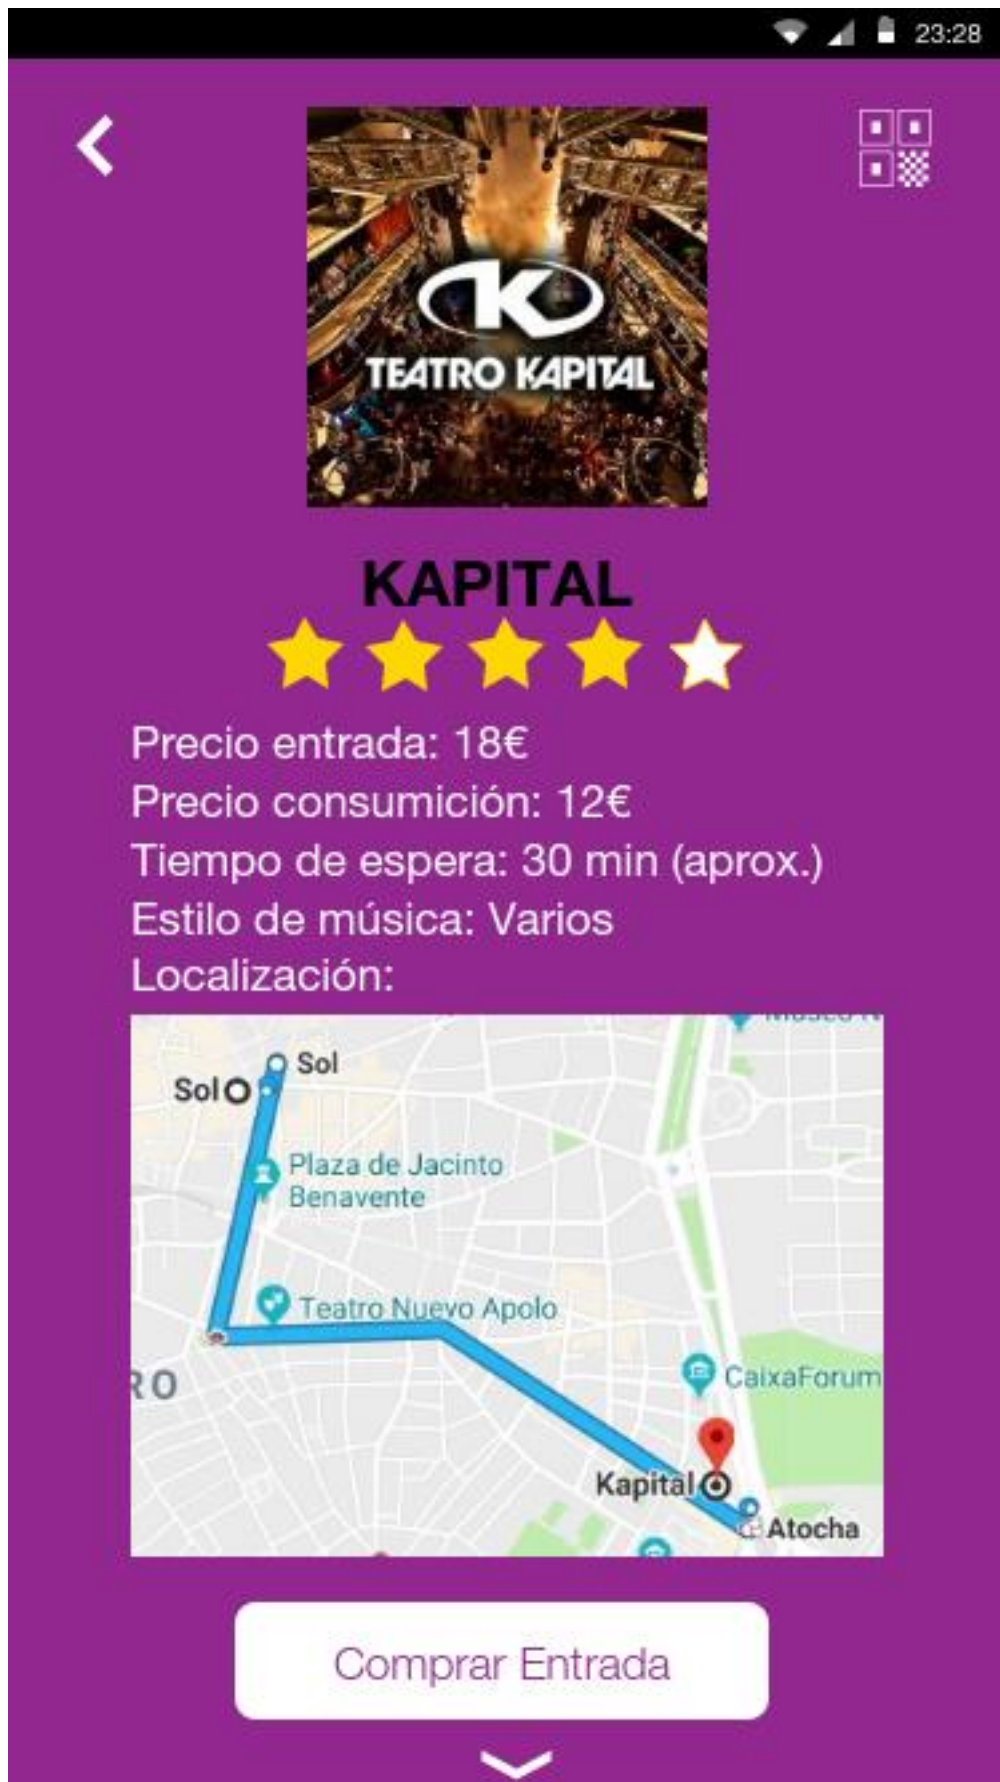 23:28
TEATRO KAPITAL
KAPITAL
Precio entrada: 18€
Precio consumición: 12€
Tiempo de espera: 30 min (aprox.)
Estilo de música: Varios
Localización:
Sol
Sol
Plaza de Jacinto
Benavente
Teatro Nuevo Apolo
CaixaForum
Kapital
Atocha
Comprar Entrada